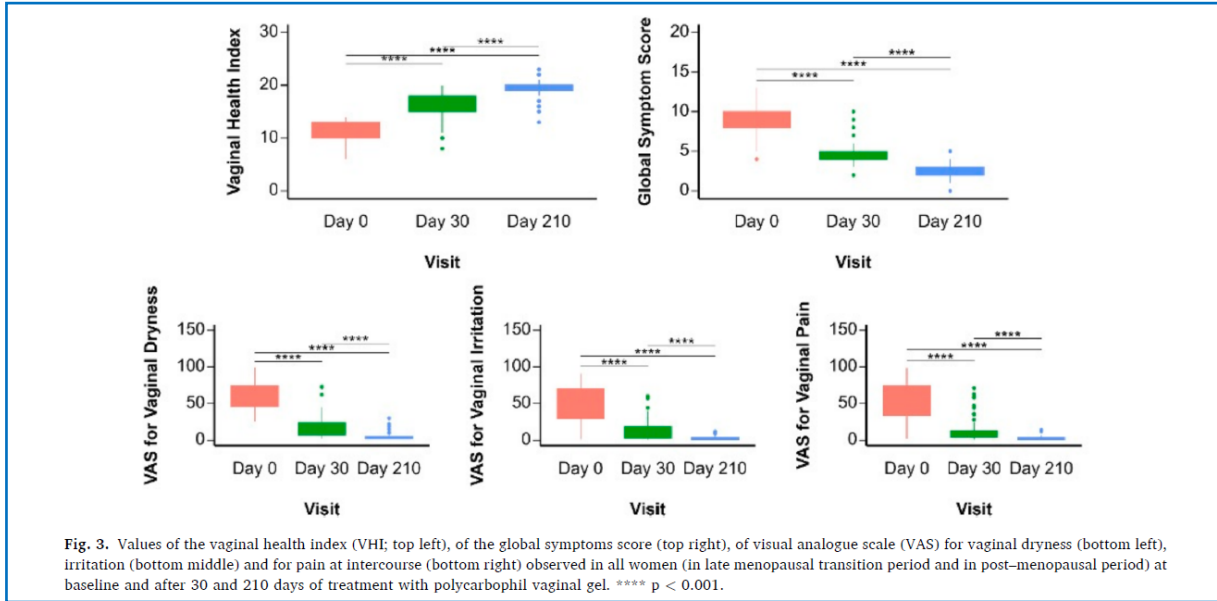 Vaginal Health Index
30
20
10
0
****
****
****
Day 0 Day 30 Day 210
Visit
Global Symptom Score
20
15
10
5
0
****
****
****
Day 0 Day 30 Day 210
Visit
VAS for Vaginal Dryness
150
100
50
0
****
****
****
Day 0 Day 30 Day 210
Visit
VAS for Vaginal Irritation
150
100
50
0
****
****
****
Day 0 Day 30 Day 210
Visit
VAS for Vaginal Pain
150
100
50
0
****
****
****
Day 0 Day 30 Day 210
Visit
Fig. 3. Values of the vaginal health index (VHI; top left), of the global symptoms score (top right), of visual analogue scale (VAS) for vaginal dryness (bottom left),
irritation (bottom middle) and for pain at intercourse (bottom right) observed in all women (in late menopausal transition period and in post–menopausal period) at
baseline and after 30 and 210 days of treatment with polycarbophil vaginal gel. **** p < 0.001.